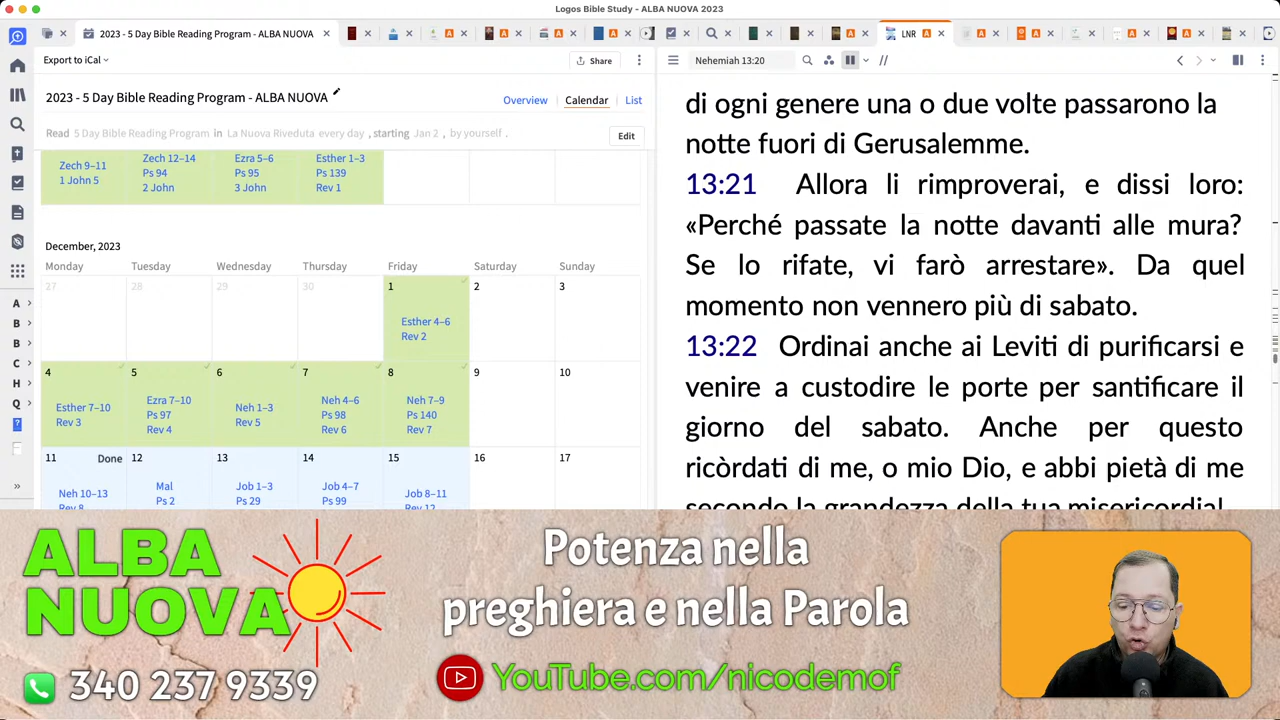 Logos Bible Study - ALBA NUOVA 2023
2023 - 5 Day Bible Reading Program - ALBA NUOVA
LNR
Export to iCal
Share
Nehemiah 13:20
2023 - 5 Day Bible Reading Program - ALBA NUOVA
Overview
Calendar
List
Read 5 Day Bible Reading Program in La Nuova Riveduta every day , starting Jan 2 , by yourself .
Edit
Zech 9–11
1 John 5
Zech 12–14
Ps 94
2 John
Ezra 5–6
Ps 95
3 John
Esther 1–3
Ps 139
Rev 1
December, 2023
Monday Tuesday Wednesday Thursday Friday Saturday Sunday
27 28 29 30 1 2 3
Esther 4–6
Rev 2
4 5 6 7 8 9 10
Esther 7–10
Rev 3
Ezra 7–10
Ps 97
Rev 4
Neh 1–3
Rev 5
Neh 4–6
Ps 98
Rev 6
Neh 7–9
Ps 140
Rev 7
11 Done 12 13 14 15 16 17
Neh 10–13
Rev 8
Mal
Ps 2
Job 1–3
Ps 29
Job 4–7
Ps 99
Job 8–11
Rev 12
A
B
B
C
H
Q
di ogni genere una o due volte passarono la
notte fuori di Gerusalemme.
13:21 Allora li rimproverai, e dissi loro:
«Perché passate la notte davanti alle mura?
Se lo rifate, vi farò arrestare». Da quel
momento non vennero più di sabato.
13:22 Ordinai anche ai Leviti di purificarsi e
venire a custodire le porte per santificare il
giorno del sabato. Anche per questo
ricòrdati di me, o mio Dio, e abbi pietà di me
secondo la grandezza della tua misericordia!
ALBA
NUOVA
340 237 9339
Potenza nella
preghiera e nella Parola
YouTube.com/nicodemof